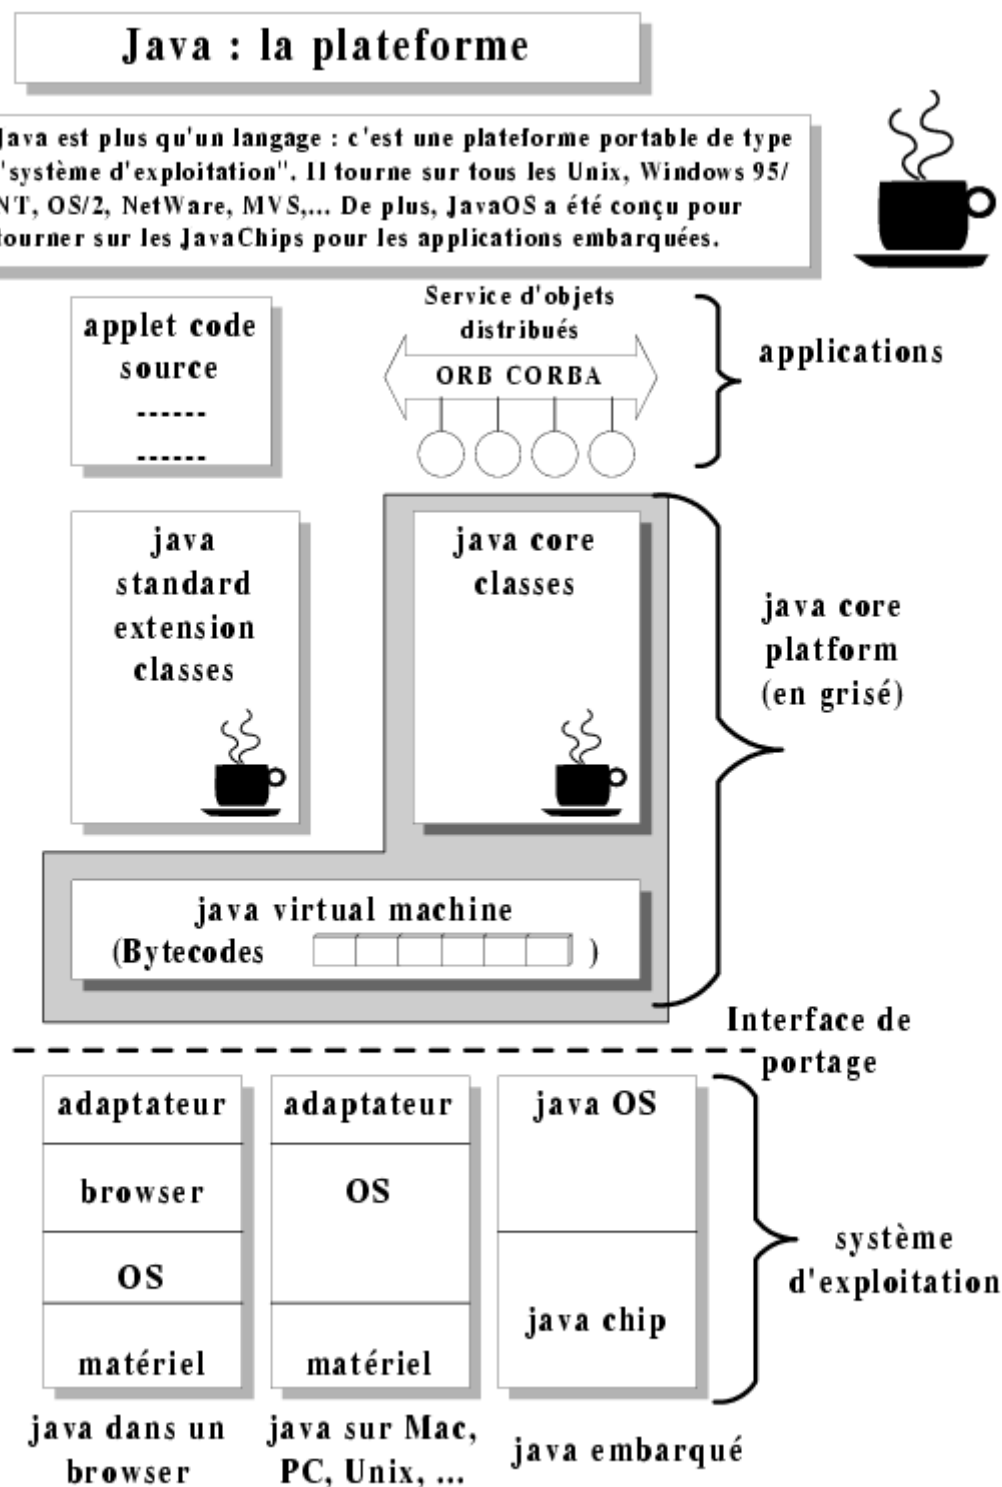 Java : la plateforme
Java est plus qu'un langage : c'est une plateforme portable de type
"système d'exploitation". Il tourne sur tous les Unix, Windows 95/
NT, OS/2, NetWare, MVS,... De plus, JavaOS a été conçu pour
tourner sur les JavaChips pour les applications embarquées.
applet code
source
------
------
Service d'objets
distribués
ORB CORBA
applications
java
standard
extension
classes
java core
classes
java core
platform
(en grisé)
java virtual machine
(Bytecodes )
Interface de
portage
adaptateur
browser
OS
matériel
java dans un
browser
adaptateur
OS
matériel
java sur Mac,
PC, Unix, ...
java OS
java chip
java embarqué
système
d'exploitation